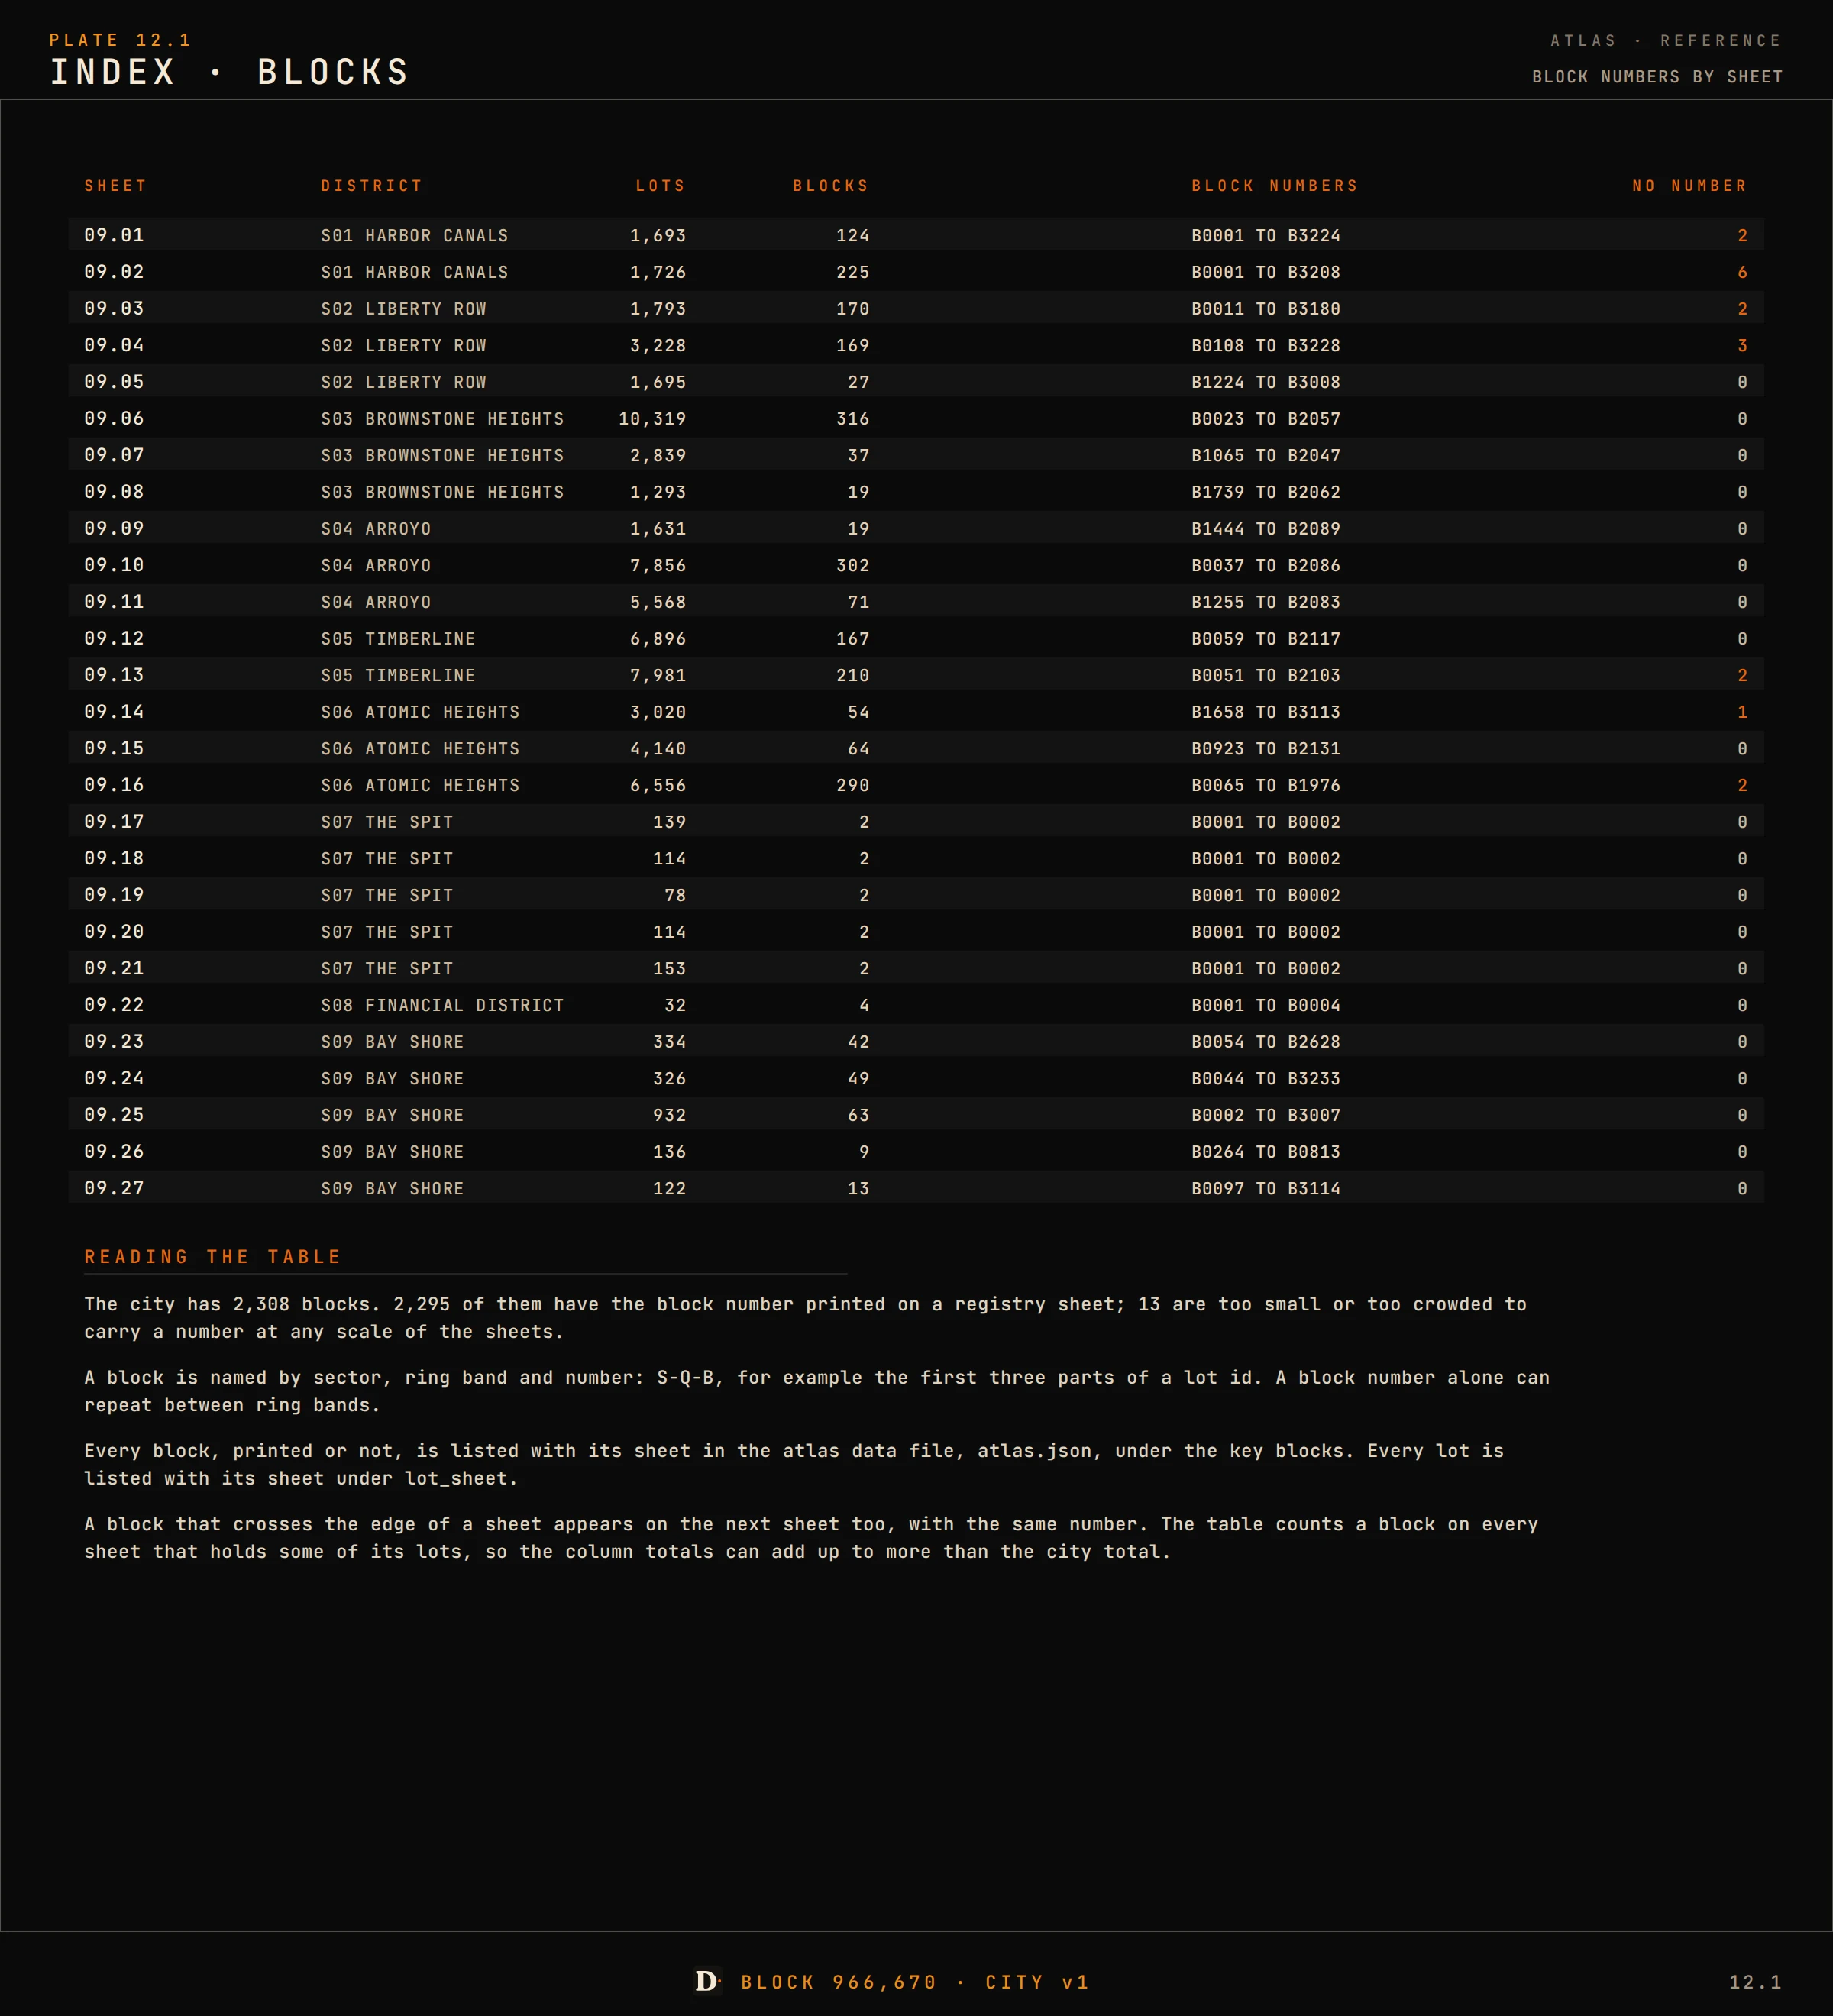 PLATE 12.1
INDEX · BLOCKS
ATLAS · REFERENCE
BLOCK NUMBERS BY SHEET
SHEET DISTRICT LOTS BLOCKS BLOCK NUMBERS NO NUMBER
09.01 S01 HARBOR CANALS 1,693 124 B0001 TO B3224 2
09.02 S01 HARBOR CANALS 1,726 225 B0001 TO B3208 6
09.03 S02 LIBERTY ROW 1,793 170 B0011 TO B3180 2
09.04 S02 LIBERTY ROW 3,228 169 B0108 TO B3228 3
09.05 S02 LIBERTY ROW 1,695 27 B1224 TO B3008 0
09.06 S03 BROWNSTONE HEIGHTS 10,319 316 B0023 TO B2057 0
09.07 S03 BROWNSTONE HEIGHTS 2,839 37 B1065 TO B2047 0
09.08 S03 BROWNSTONE HEIGHTS 1,293 19 B1739 TO B2062 0
09.09 S04 ARROYO 1,631 19 B1444 TO B2089 0
09.10 S04 ARROYO 7,856 302 B0037 TO B2086 0
09.11 S04 ARROYO 5,568 71 B1255 TO B2083 0
09.12 S05 TIMBERLINE 6,896 167 B0059 TO B2117 0
09.13 S05 TIMBERLINE 7,981 210 B0051 TO B2103 2
09.14 S06 ATOMIC HEIGHTS 3,020 54 B1658 TO B3113 1
09.15 S06 ATOMIC HEIGHTS 4,140 64 B0923 TO B2131 0
09.16 S06 ATOMIC HEIGHTS 6,556 290 B0065 TO B1976 2
09.17 S07 THE SPIT 139 2 B0001 TO B0002 0
09.18 S07 THE SPIT 114 2 B0001 TO B0002 0
09.19 S07 THE SPIT 78 2 B0001 TO B0002 0
09.20 S07 THE SPIT 114 2 B0001 TO B0002 0
09.21 S07 THE SPIT 153 2 B0001 TO B0002 0
09.22 S08 FINANCIAL DISTRICT 32 4 B0001 TO B0004 0
09.23 S09 BAY SHORE 334 42 B0054 TO B2628 0
09.24 S09 BAY SHORE 326 49 B0044 TO B3233 0
09.25 S09 BAY SHORE 932 63 B0002 TO B3007 0
09.26 S09 BAY SHORE 136 9 B0264 TO B0813 0
09.27 S09 BAY SHORE 122 13 B0097 TO B3114 0
READING THE TABLE
The city has 2,308 blocks. 2,295 of them have the block number printed on a registry sheet; 13 are too small or too crowded to
carry a number at any scale of the sheets.
A block is named by sector, ring band and number: S-Q-B, for example the first three parts of a lot id. A block number alone can
repeat between ring bands.
Every block, printed or not, is listed with its sheet in the atlas data file, atlas.json, under the key blocks. Every lot is
listed with its sheet under lot_sheet.
A block that crosses the edge of a sheet appears on the next sheet too, with the same number. The table counts a block on every
sheet that holds some of its lots, so the column totals can add up to more than the city total.
D BLOCK 966,670 · CITY v1
12.1